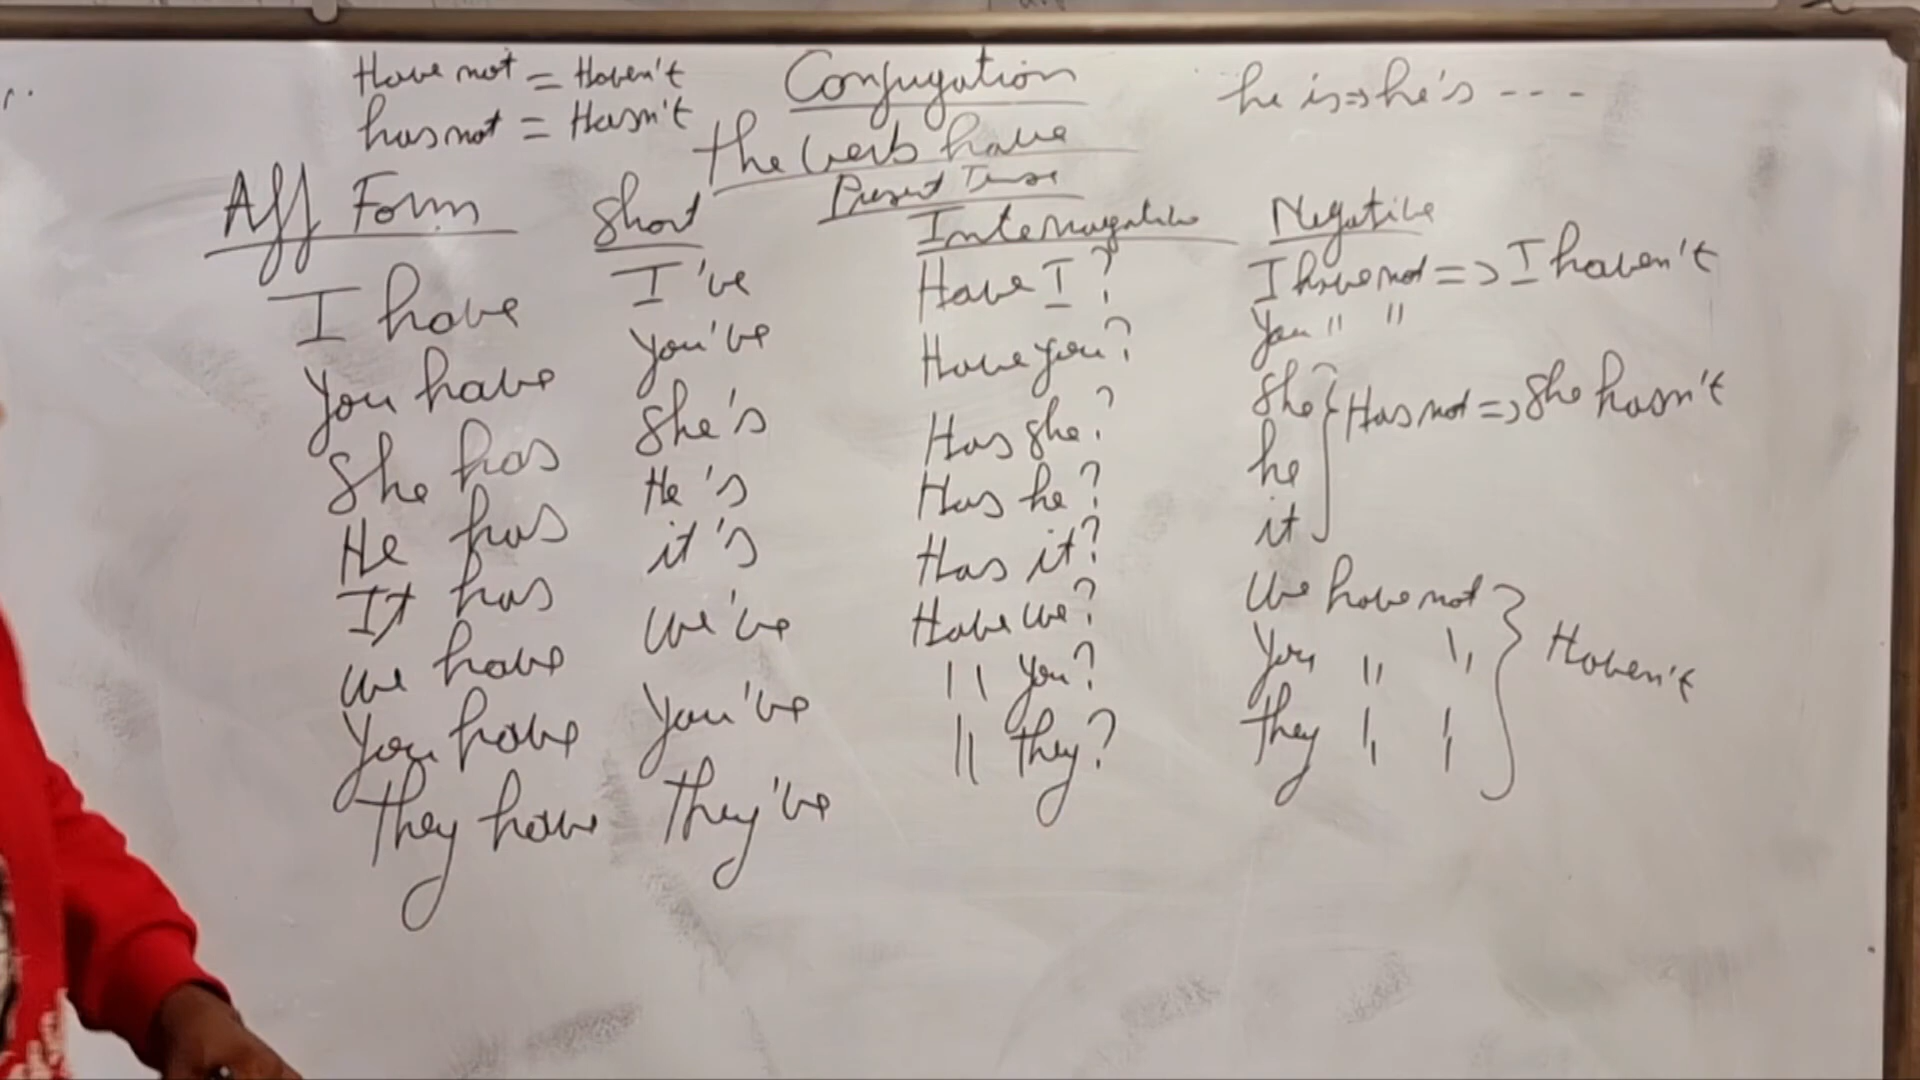 Have not = Haven't
has not = Hasn't
Conjugation
he is => he's ---
the verb have
Present Tense
Aff Form Short Interrogative Negative
I have I've Have I? I have not => I haven't
you have you've Have you? you " "
She has She's Has she? She } Has not => She hasn't
He has He's Has he? he
It has it's Has it? it
we have we've Have we? we have not } Haven't
you have you've " you? you " "
they have they've " they? they " "